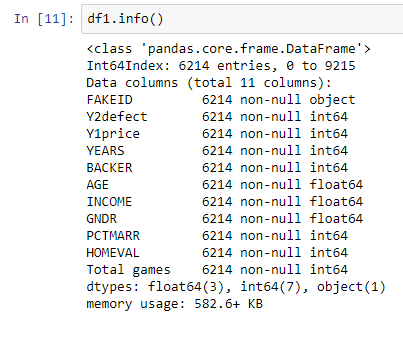 In [11]: df1.info()
<class 'pandas.core.frame.DataFrame'>
Int64Index: 6214 entries, 0 to 9215
Data columns (total 11 columns):
FAKEID 6214 non-null object
Y2defect 6214 non-null int64
Y1price 6214 non-null int64
YEARS 6214 non-null int64
BACKER 6214 non-null int64
AGE 6214 non-null float64
INCOME 6214 non-null float64
GNDR 6214 non-null float64
PCTMARR 6214 non-null int64
HOMEVAL 6214 non-null int64
Total games 6214 non-null int64
dtypes: float64(3), int64(7), object(1)
memory usage: 582.6+ KB